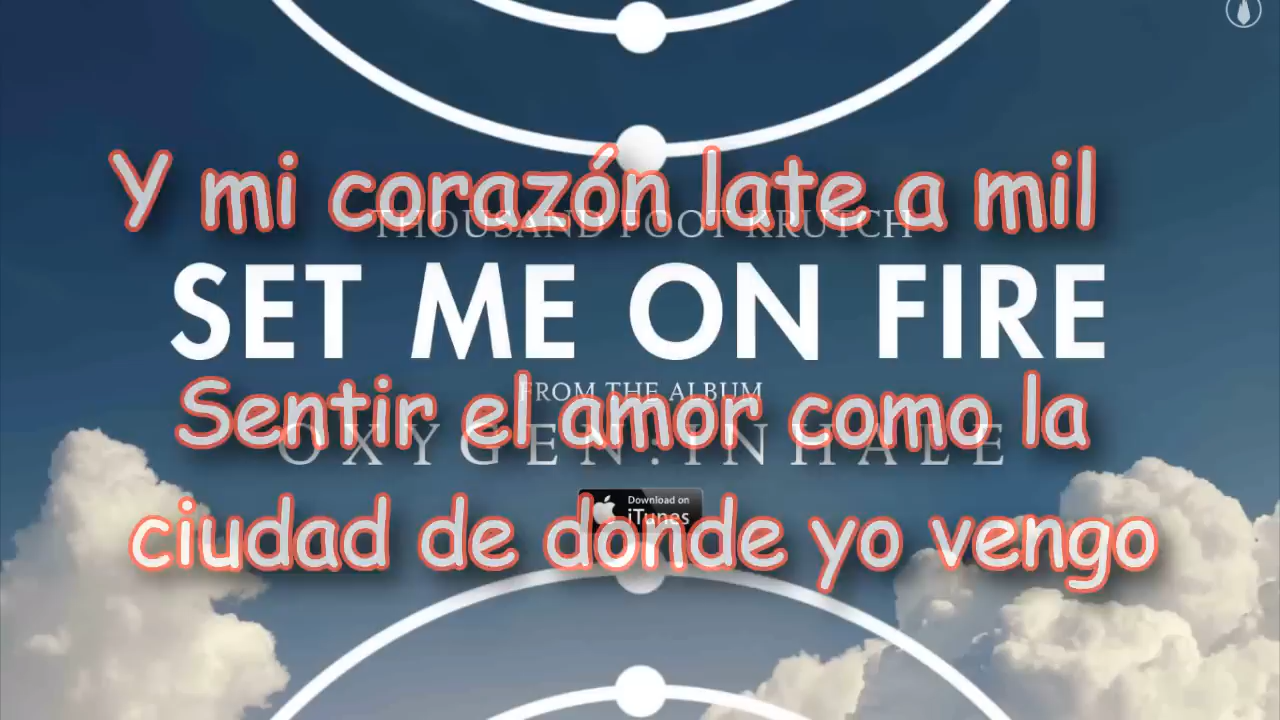 Y mi corazón late a mil
THOUSAND FOOT KRUTCH
SET ME ON FIRE
FROM THE ALBUM
Sentir el amor como la
OXYGEN:INHALE
Download on
iTunes
ciudad de donde yo vengo